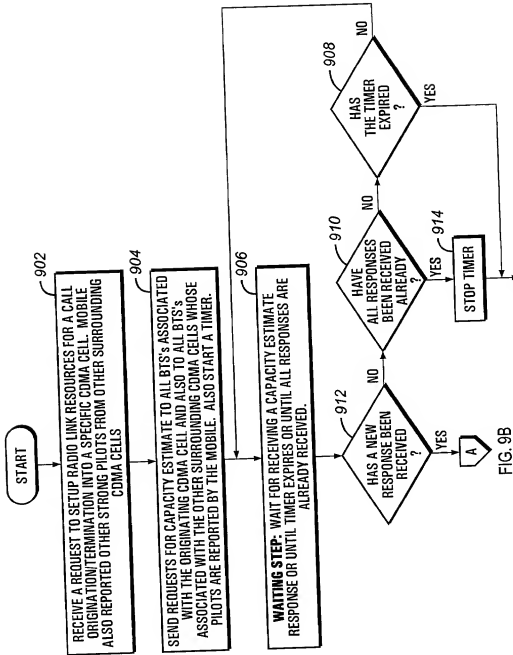 START
902
RECEIVE A REQUEST TO SETUP RADIO LINK RESOURCES FOR A CALL
ORIGINATION/TERMINATION INTO A SPECIFIC CDMA CELL. MOBILE
ALSO REPORTED OTHER STRONG PILOTS FROM OTHER SURROUNDING
CDMA CELLS
904
SEND REQUESTS FOR CAPACITY ESTIMATE TO ALL BTS's ASSOCIATED
WITH THE ORIGINATING CDMA CELL AND ALSO TO ALL BTS's
ASSOCIATED WITH THE OTHER SURROUNDING CDMA CELLS WHOSE
PILOTS ARE REPORTED BY THE MOBILE. ALSO START A TIMER.
906
WAITING STEP: WAIT FOR RECEIVING A CAPACITY ESTIMATE
RESPONSE OR UNTIL TIMER EXPIRES OR UNTIL ALL RESPONSES ARE
ALREADY RECEIVED.
912
HAS A NEW
RESPONSE BEEN
RECEIVED
?
NO
YES
A
910
HAVE
ALL RESPONSES
BEEN RECEIVED
ALREADY
?
NO
YES
914
STOP TIMER
908
HAS
THE TIMER
EXPIRED
?
NO
YES
FIG. 9B